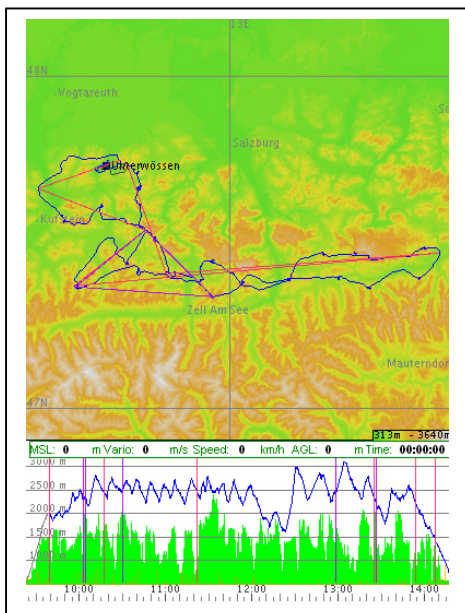 13E
48N
Vogtareuth
Salzburg
Unterwössen
Kufstein
Zell Am See
Mauterndorf
47N
313m - 3640m
MSL: 0 m Vario: 0 m/s Speed: 0 km/h AGL: 0 m Time: 00:00:00
3000 m
2500 m
2000 m
1500 m
1000 m
10:00 11:00 12:00 13:00 14:00